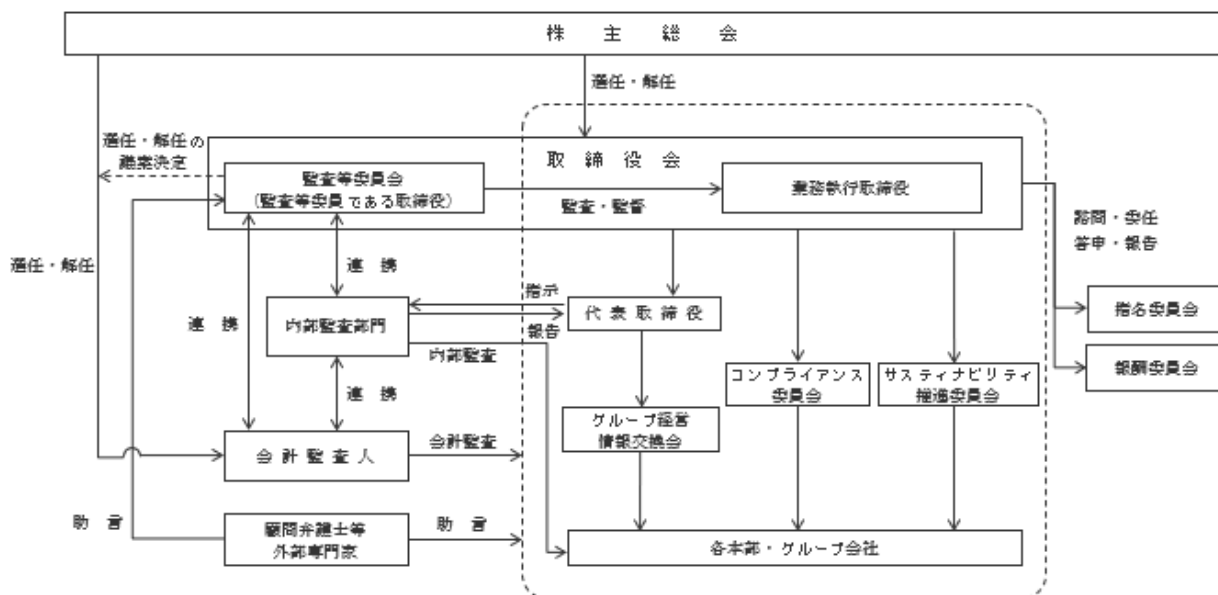 株主総会
選任・解任
選任・解任の
議案決定
取締役会
監査等委員会
(監査等委員である取締役)
業務執行取締役
監査・監督
諮問・委任
答申・報告
選任・解任
連携
連携
指示
報告
内部監査部門
代表取締役
内部監査
指名委員会
報酬委員会
コンプライアンス
委員会
サスティナビリティ
推進委員会
連携
グループ経営
情報交換会
会計監査人
会計監査
助言
顧問弁護士等
外部専門家
助言
各本部・グループ会社